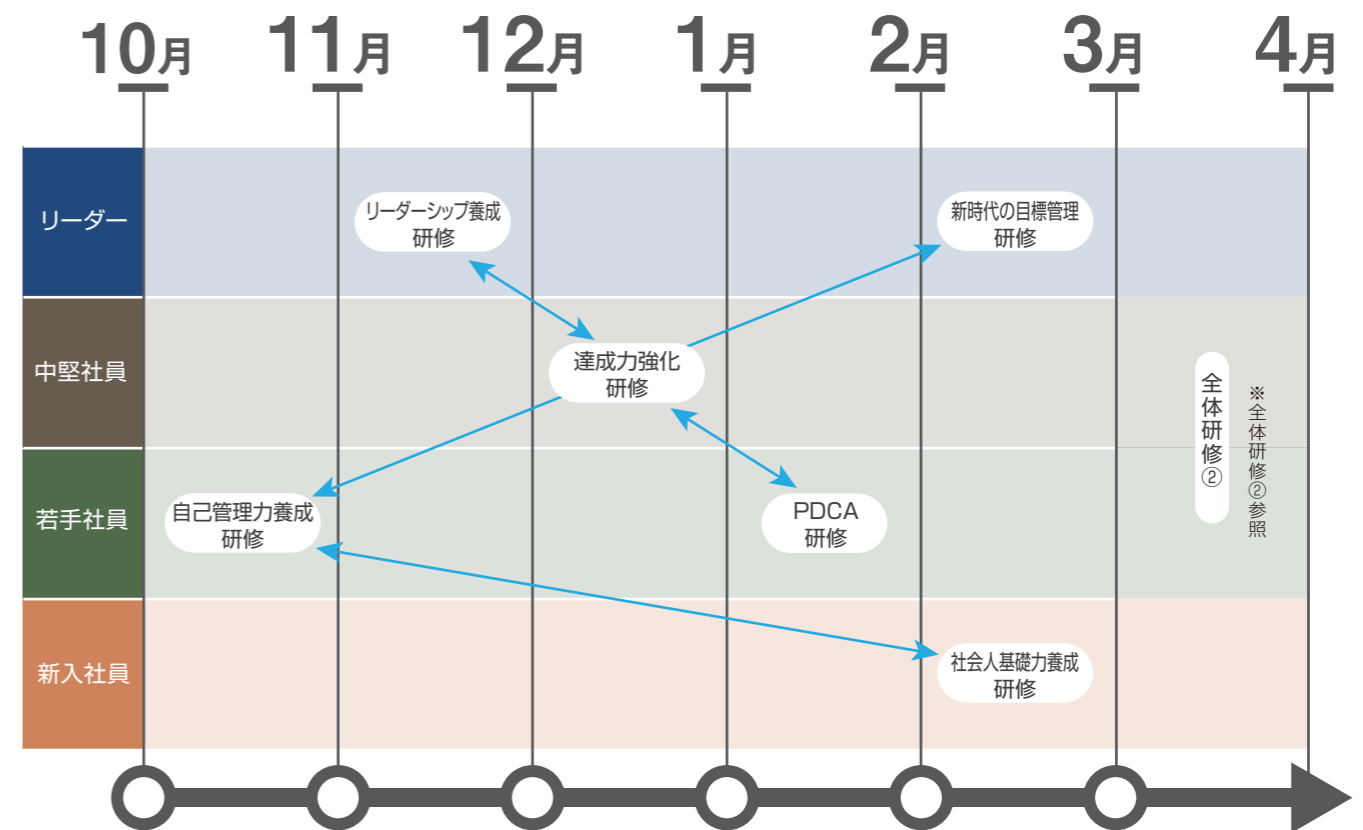 10月
11月
12月
1月
2月
3月
4月
リーダー
リーダーシップ養成
研修
新時代の目標管理
研修
中堅社員
達成力強化
研修
全体研修②
※全体研修②参照
若手社員
自己管理力養成
研修
PDCA
研修
新入社員
社会人基礎力養成
研修